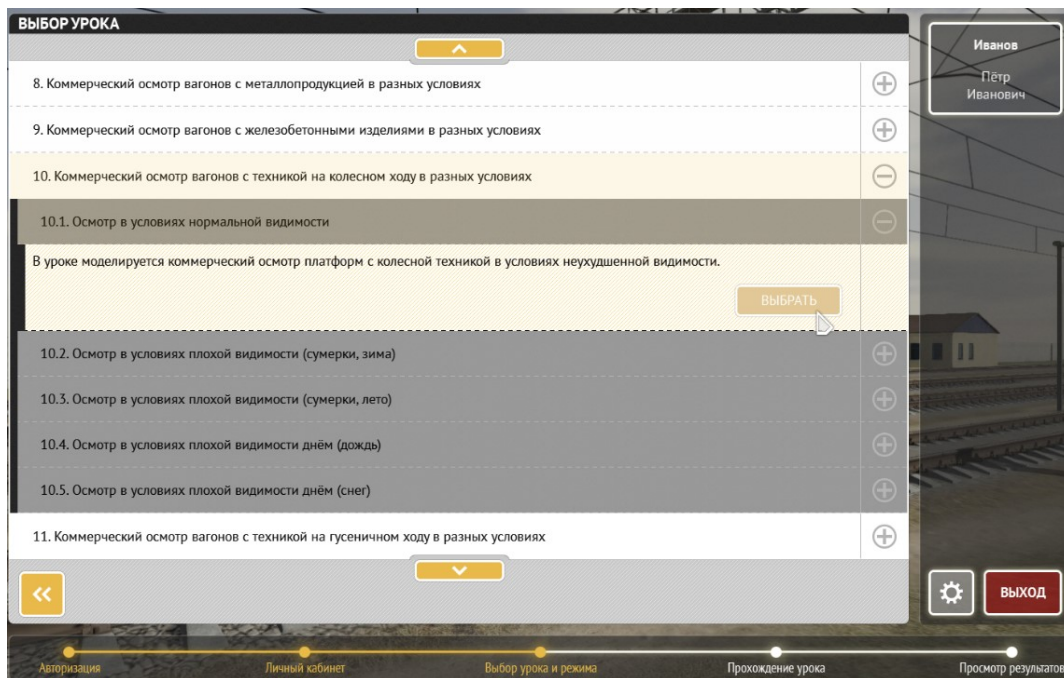 ВЫБОР УРОКА
8. Коммерческий осмотр вагонов с металлопродукцией в разных условиях
9. Коммерческий осмотр вагонов с железобетонными изделиями в разных условиях
10. Коммерческий осмотр вагонов с техникой на колесном ходу в разных условиях
10.1. Осмотр в условиях нормальной видимости
В уроке моделируется коммерческий осмотр платформ с колесной техникой в условиях неухудшенной видимости.
ВЫБРАТЬ
10.2. Осмотр в условиях плохой видимости (сумерки, зима)
10.3. Осмотр в условиях плохой видимости (сумерки, лето)
10.4. Осмотр в условиях плохой видимости днём (дождь)
10.5. Осмотр в условиях плохой видимости днём (снег)
11. Коммерческий осмотр вагонов с техникой на гусеничном ходу в разных условиях
Иванов
Пётр
Иванович
ВЫХОД
Авторизация
Личный кабинет
Выбор урока и режима
Прохождение урока
Просмотр результатов